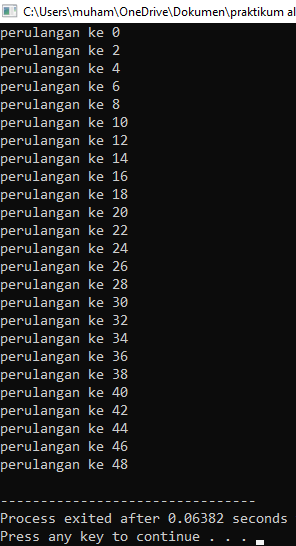 C:\Users\muham\OneDrive\Dokumen\praktikum al
perulangan ke 0
perulangan ke 2
perulangan ke 4
perulangan ke 6
perulangan ke 8
perulangan ke 10
perulangan ke 12
perulangan ke 14
perulangan ke 16
perulangan ke 18
perulangan ke 20
perulangan ke 22
perulangan ke 24
perulangan ke 26
perulangan ke 28
perulangan ke 30
perulangan ke 32
perulangan ke 34
perulangan ke 36
perulangan ke 38
perulangan ke 40
perulangan ke 42
perulangan ke 44
perulangan ke 46
perulangan ke 48
--------------------------------
Process exited after 0.06382 seconds
Press any key to continue . . .